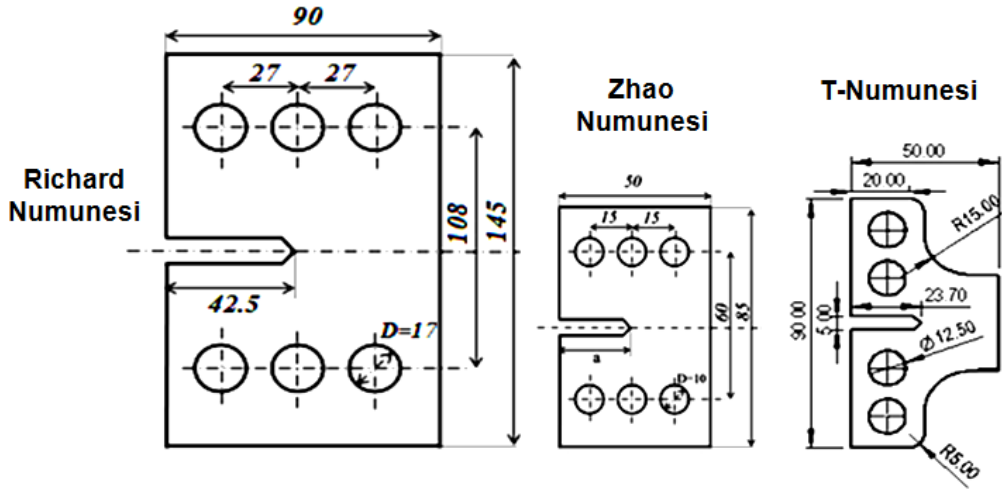 Richard
Numunesi
90
27
27
108
145
42.5
D=17
Zhao
Numunesi
50
15
15
60
85
a
D=10
T-Numunesi
50.00
20.00
R15.00
23.70
90.00
5.00
Ø12.50
R5.00